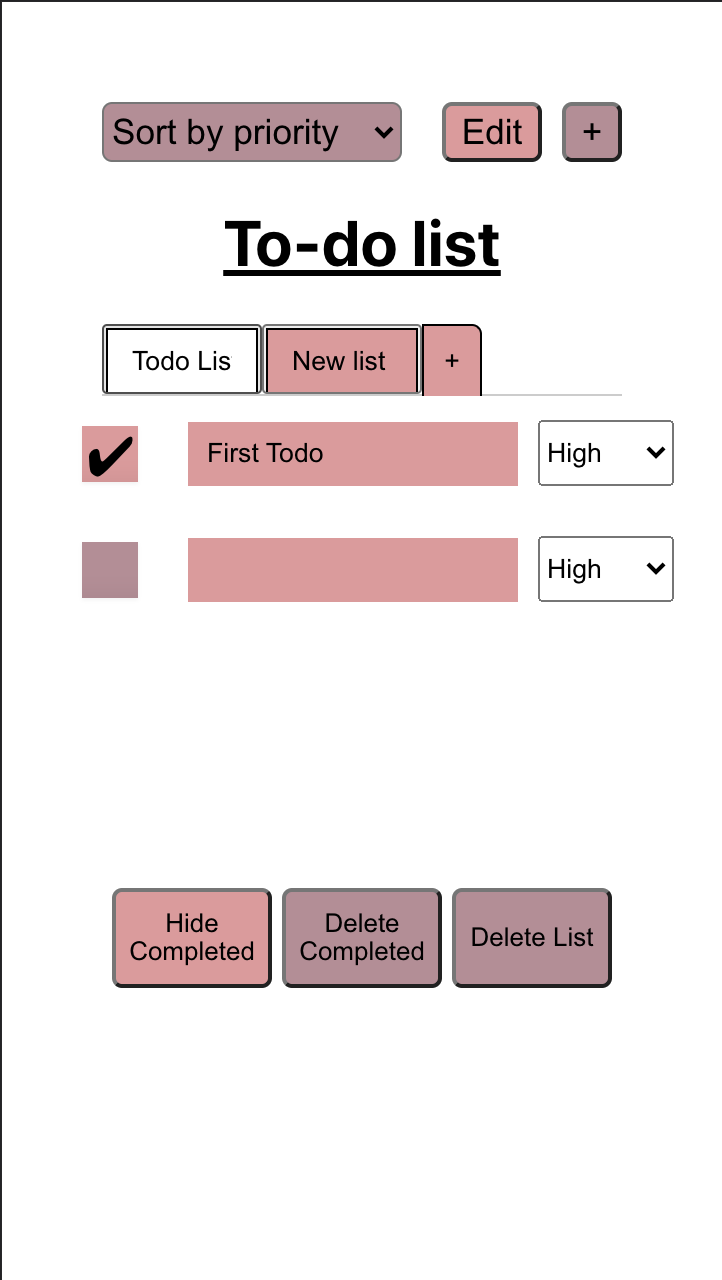 Sort by priority
Edit
+
To-do list
Todo Lis
New list
+
✔
First Todo
High
High
Hide
Completed
Delete
Completed
Delete List